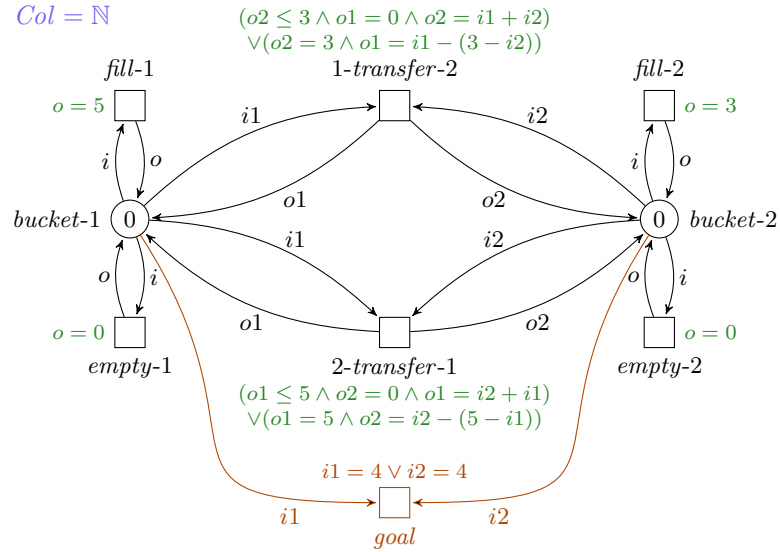 Col = ℕ
(o2 ≤ 3 ∧ o1 = 0 ∧ o2 = i1 + i2)
∨(o2 = 3 ∧ o1 = i1 − (3 − i2))
fill-1
1-transfer-2
fill-2
o = 5
o = 3
i1
i2
i
o
i
o
o1
o2
bucket-1
0
0
bucket-2
i1
i2
o
i
o
i
o1
o2
o = 0
o = 0
empty-1
2-transfer-1
empty-2
(o1 ≤ 5 ∧ o2 = 0 ∧ o1 = i2 + i1)
∨(o1 = 5 ∧ o2 = i2 − (5 − i1))
i1 = 4 ∨ i2 = 4
i1
i2
goal